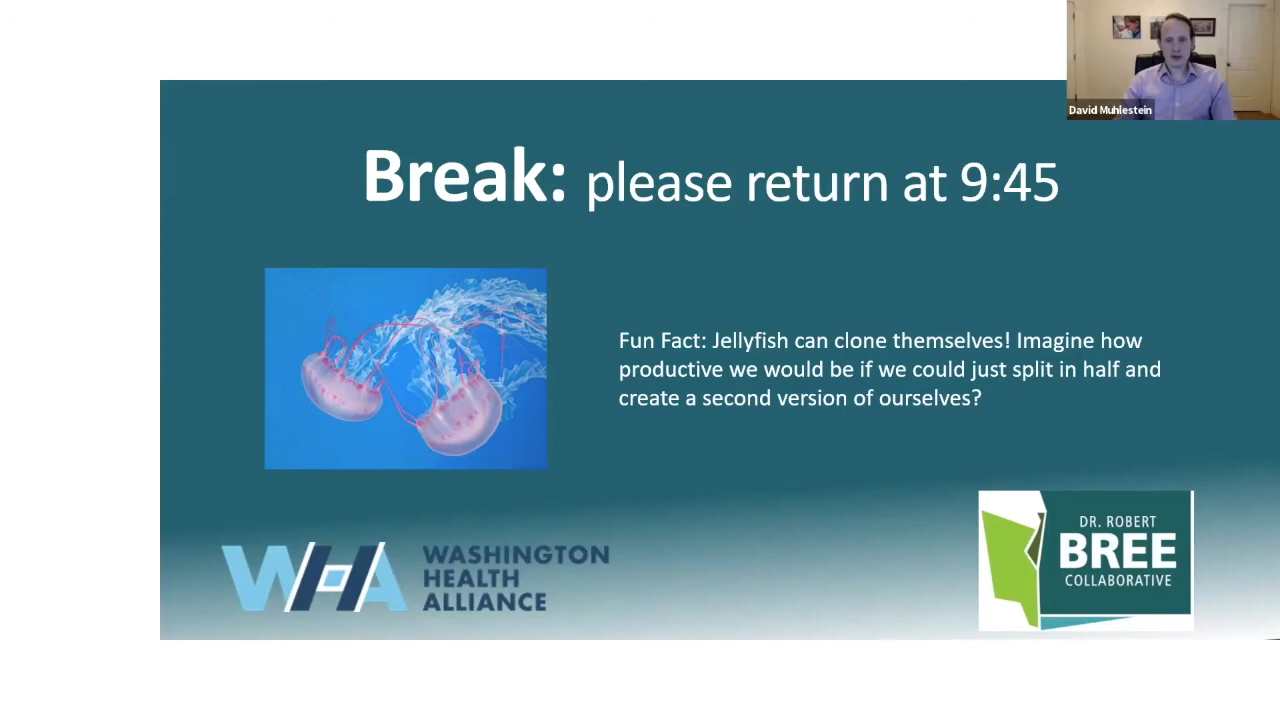 David Muhlestein
Break: please return at 9:45
Fun Fact: Jellyfish can clone themselves! Imagine how
productive we would be if we could just split in half and
create a second version of ourselves?
WHA
WASHINGTON
HEALTH
ALLIANCE
DR. ROBERT
BREE
COLLABORATIVE